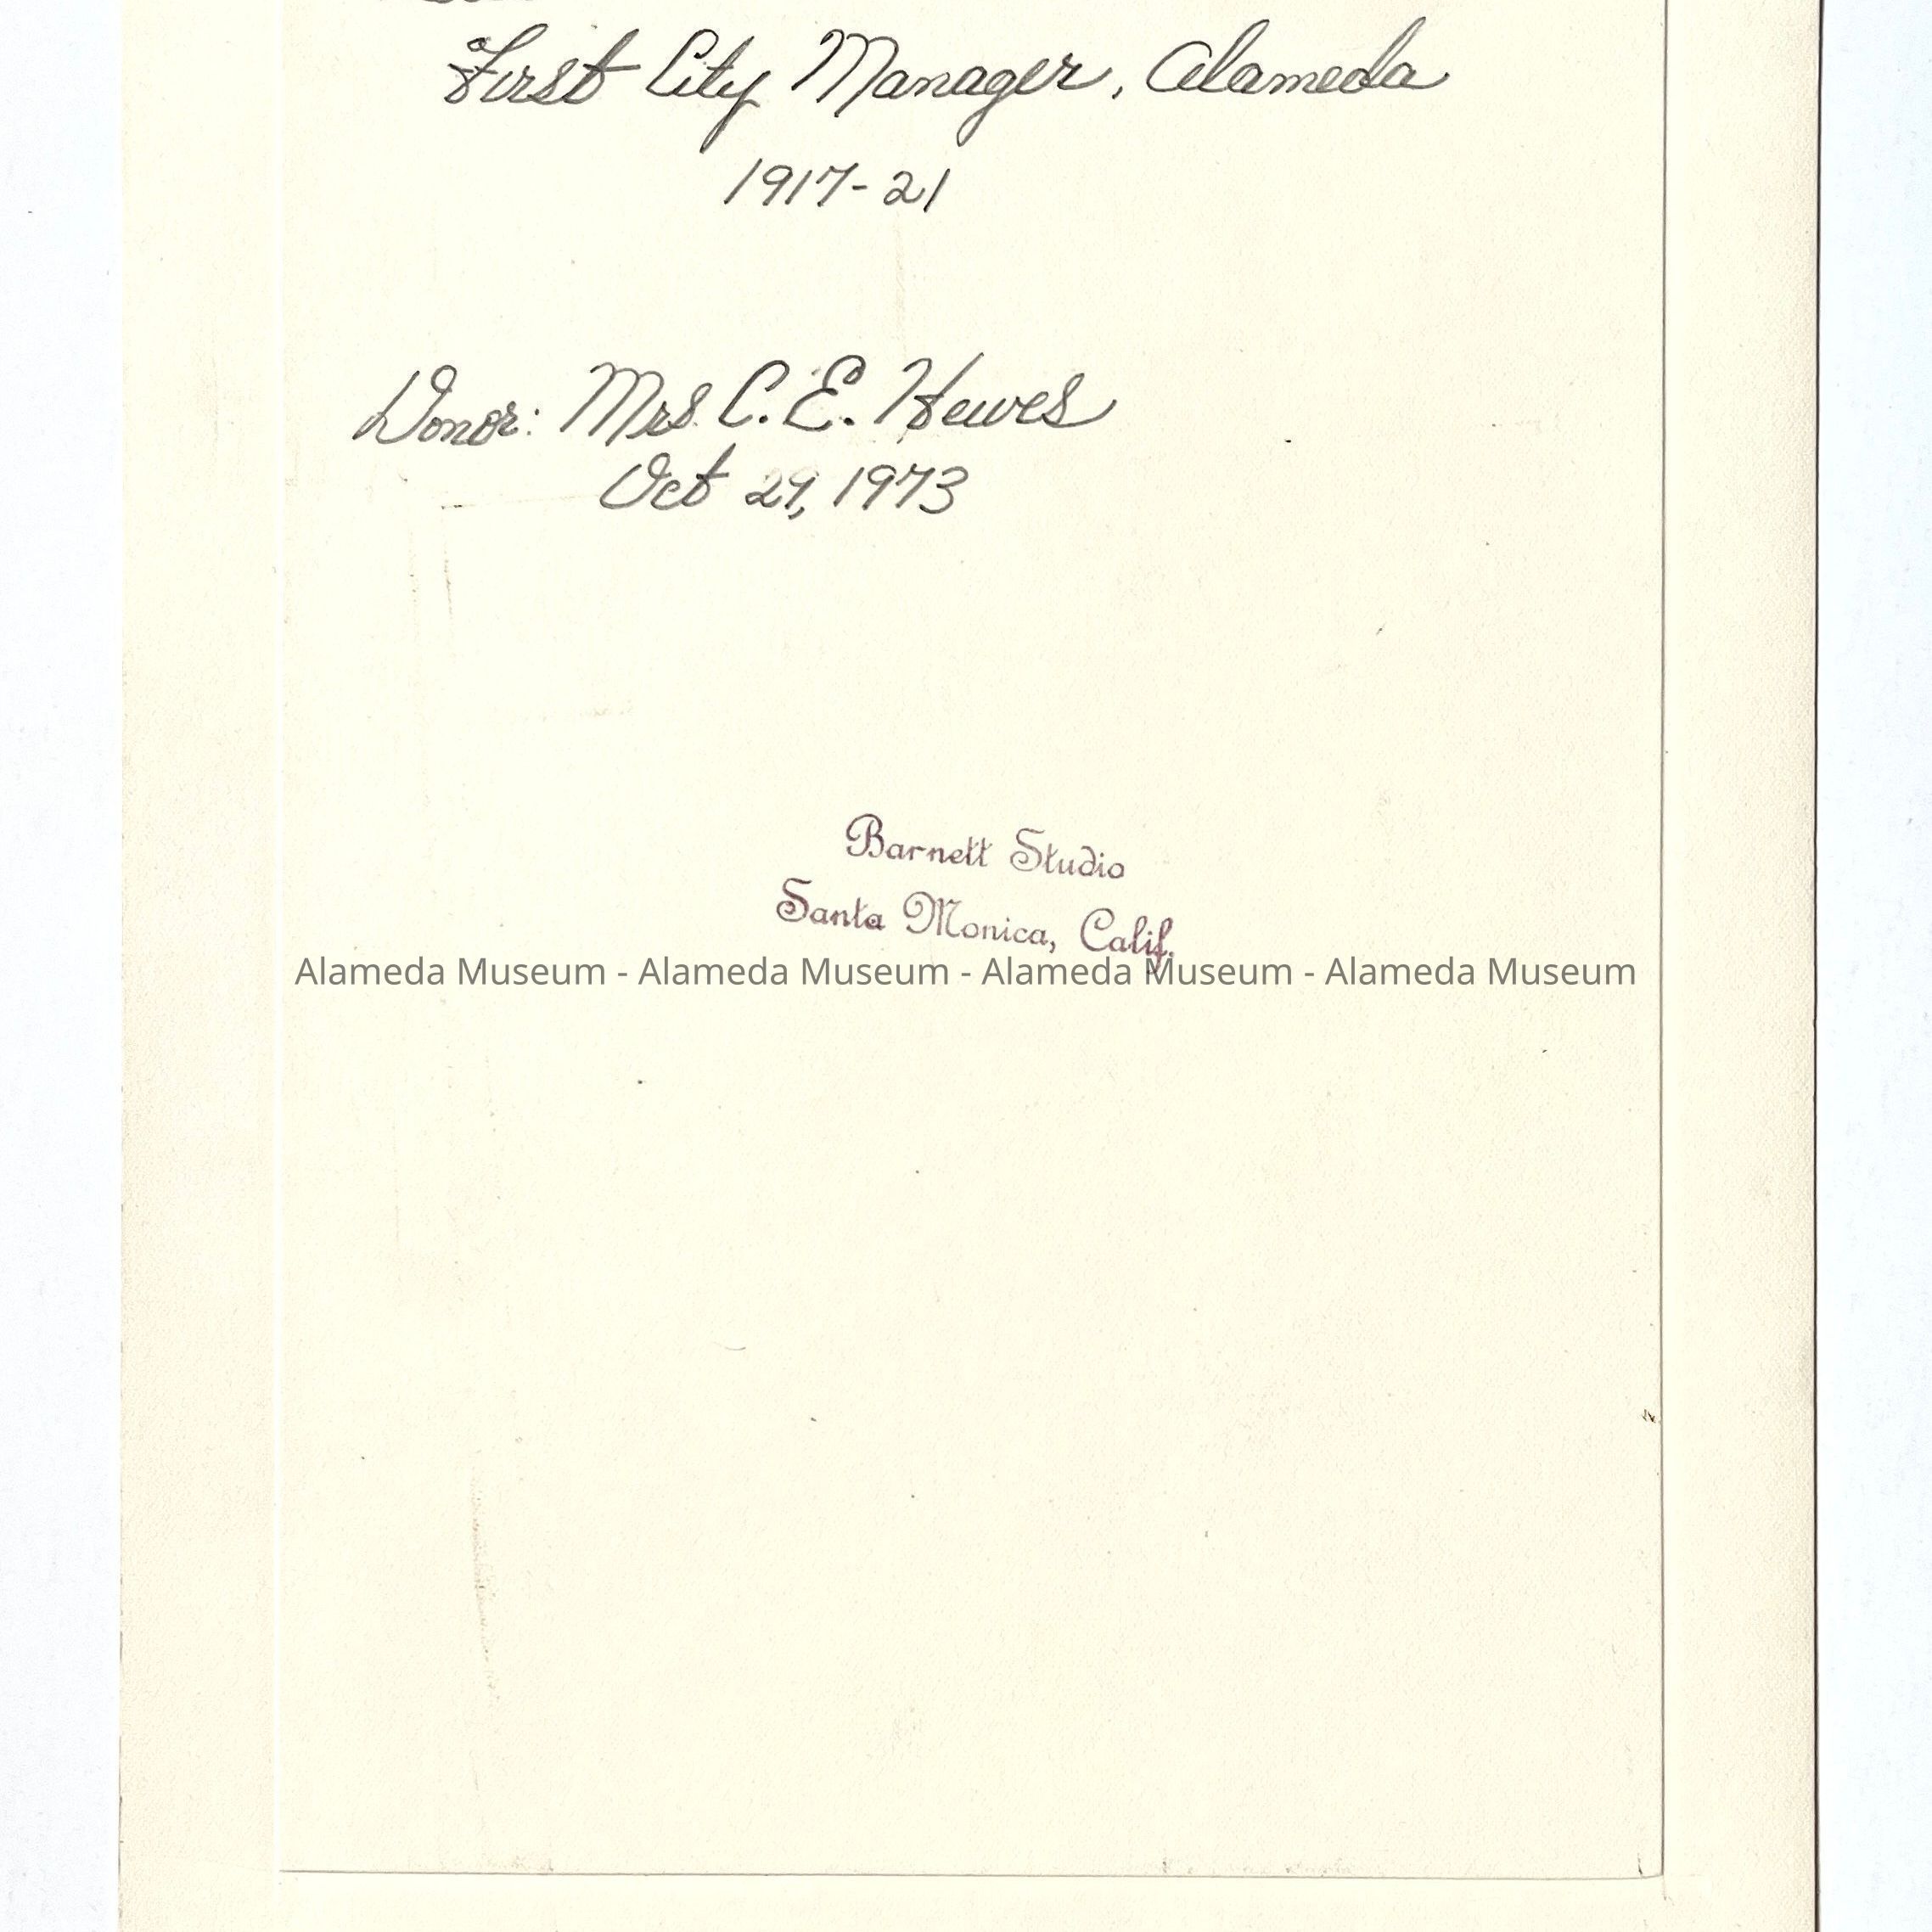 First City Manager, Alameda
1917-21
Donor: Mrs. C. E. Hewes
Oct 29, 1973
Barnett Studio
Santa Monica, Calif.
Alameda Museum - Alameda Museum - Alameda Museum - Alameda Museum